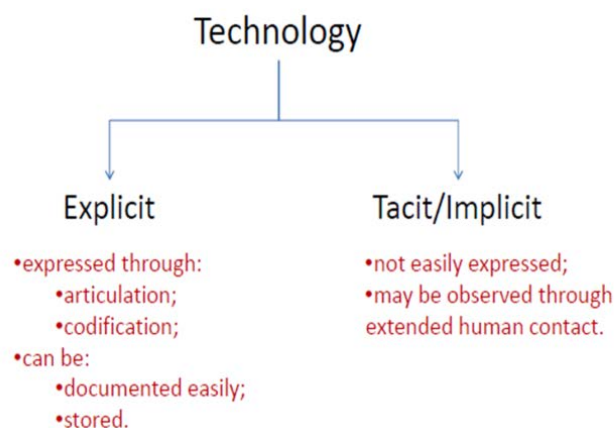 Technology
Explicit
Tacit/Implicit
•expressed through:
•articulation;
•codification;
•can be:
•documented easily;
•stored.
•not easily expressed;
•may be observed through
extended human contact.